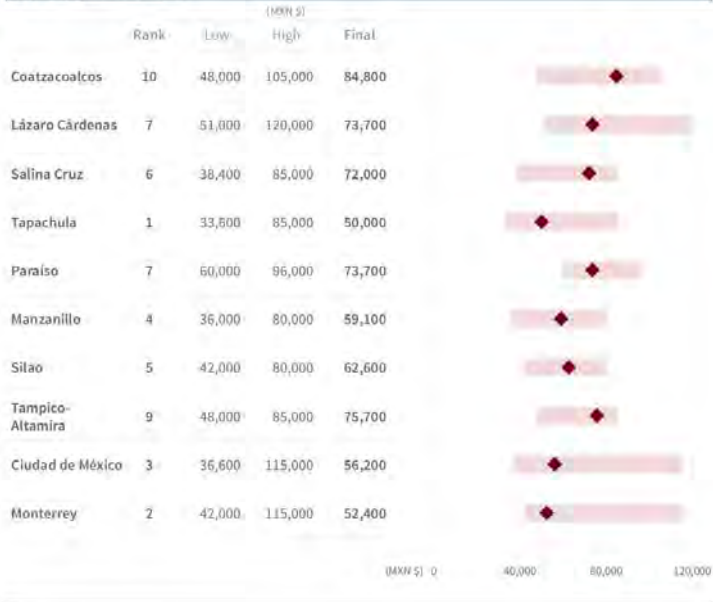 (MXN $)
Rank Low High Final
Coatzacoalcos 10 48,000 105,000 84,800
Lázaro Cárdenas 7 51,000 120,000 73,700
Salina Cruz 6 38,400 85,000 72,000
Tapachula 1 33,600 85,000 50,000
Paraíso 7 60,000 96,000 73,700
Manzanillo 4 36,000 80,000 59,100
Silao 5 42,000 80,000 62,600
Tampico-
Altamira 9 48,000 85,000 75,700
Ciudad de México 3 36,600 115,000 56,200
Monterrey 2 42,000 115,000 52,400
(MXN $) 0 40,000 80,000 120,000